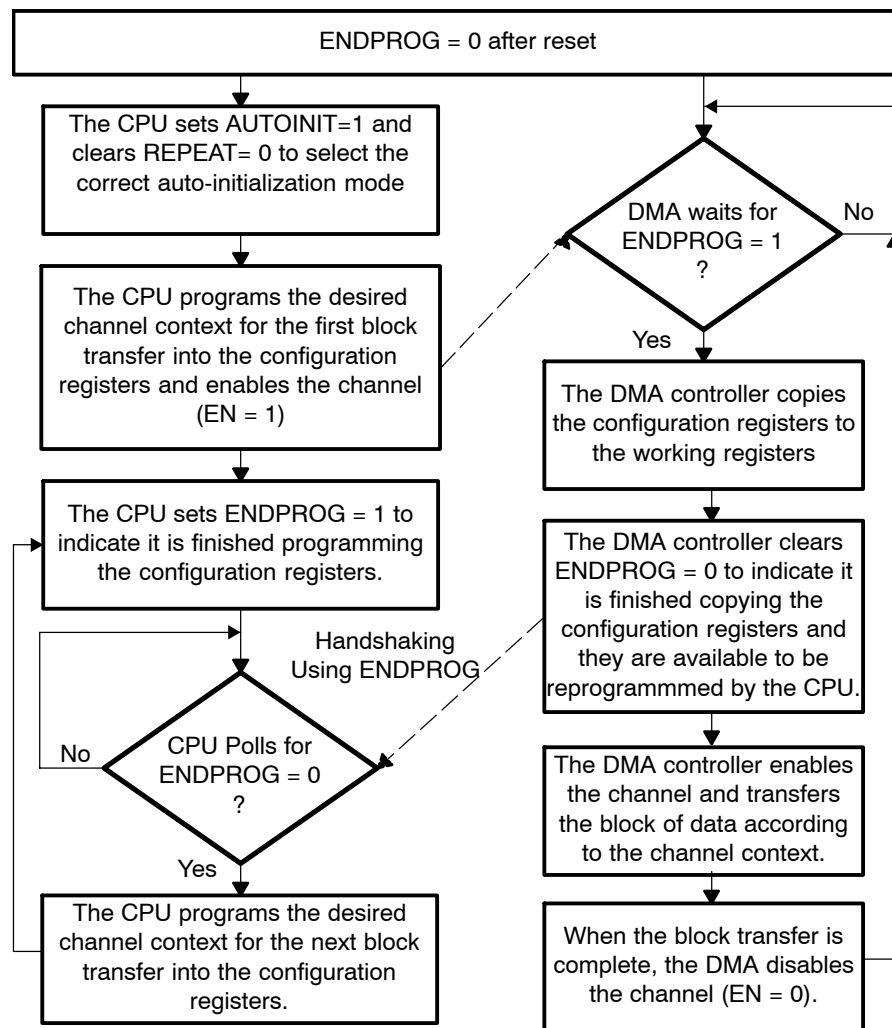 ENDPROG = 0 after reset
The CPU sets AUTOINIT=1 and
clears REPEAT= 0 to select the
correct auto-initialization mode
The CPU programs the desired
channel context for the first block
transfer into the configuration
registers and enables the channel
(EN = 1)
The CPU sets ENDPROG = 1 to
indicate it is finished programming
the configuration registers.
Handshaking
Using ENDPROG
No
CPU Polls for
ENDPROG = 0
?
Yes
The CPU programs the desired
channel context for the next block
transfer into the configuration
registers.
DMA waits for
ENDPROG = 1
?
No
Yes
The DMA controller copies
the configuration registers to
the working registers
The DMA controller clears
ENDPROG = 0 to indicate it
is finished copying the
configuration registers and
they are available to be
reprogrammmed by the CPU.
The DMA controller enables
the channel and transfers
the block of data according
to the channel context.
When the block transfer is
complete, the DMA disables
the channel (EN = 0).